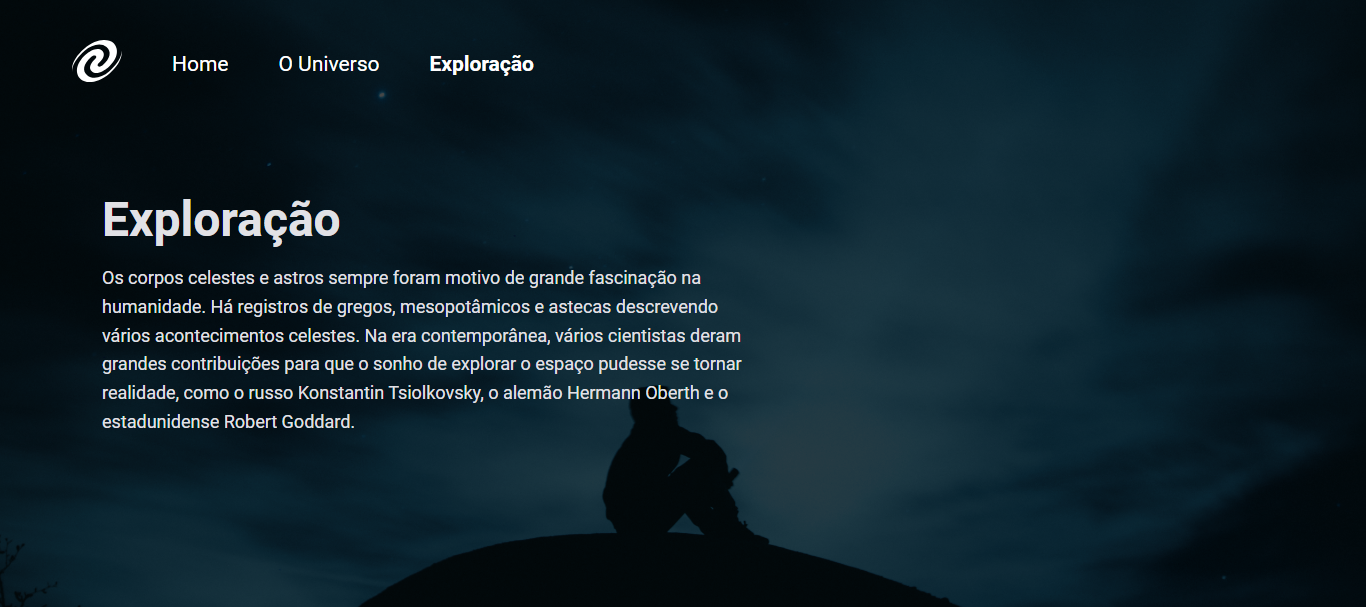 Home
O Universo
Exploração
Exploração
Os corpos celestes e astros sempre foram motivo de grande fascinação na
humanidade. Há registros de gregos, mesopotâmicos e astecas descrevendo
vários acontecimentos celestes. Na era contemporânea, vários cientistas deram
grandes contribuições para que o sonho de explorar o espaço pudesse se tornar
realidade, como o russo Konstantin Tsiolkovsky, o alemão Hermann Oberth e o
estadunidense Robert Goddard.